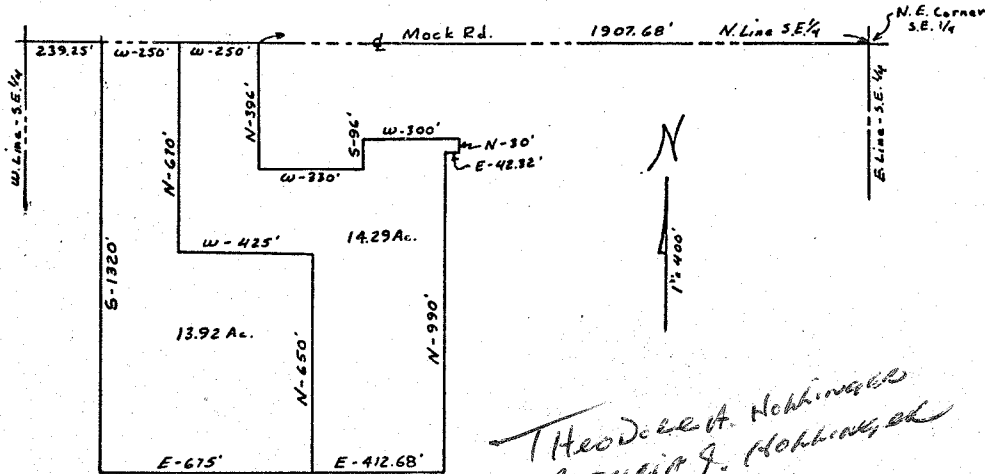 N.E. Corner
S.E. 1/4
239.25' W-250' W-250' ȼ Mock Rd. 1907.68' N. Line S.E. 1/4
W. Line - S.E. 1/4
E. Line - S.E. 1/4
N-396'
S-96'
W-300'
N-30'
E-42.32'
W-330'
N-670'
N
1"=400'
S-1320'
W-425'
14.29 Ac.
N-990'
13.92 Ac.
N-650'
E-675' E-412.68'
Theodore A.
J.